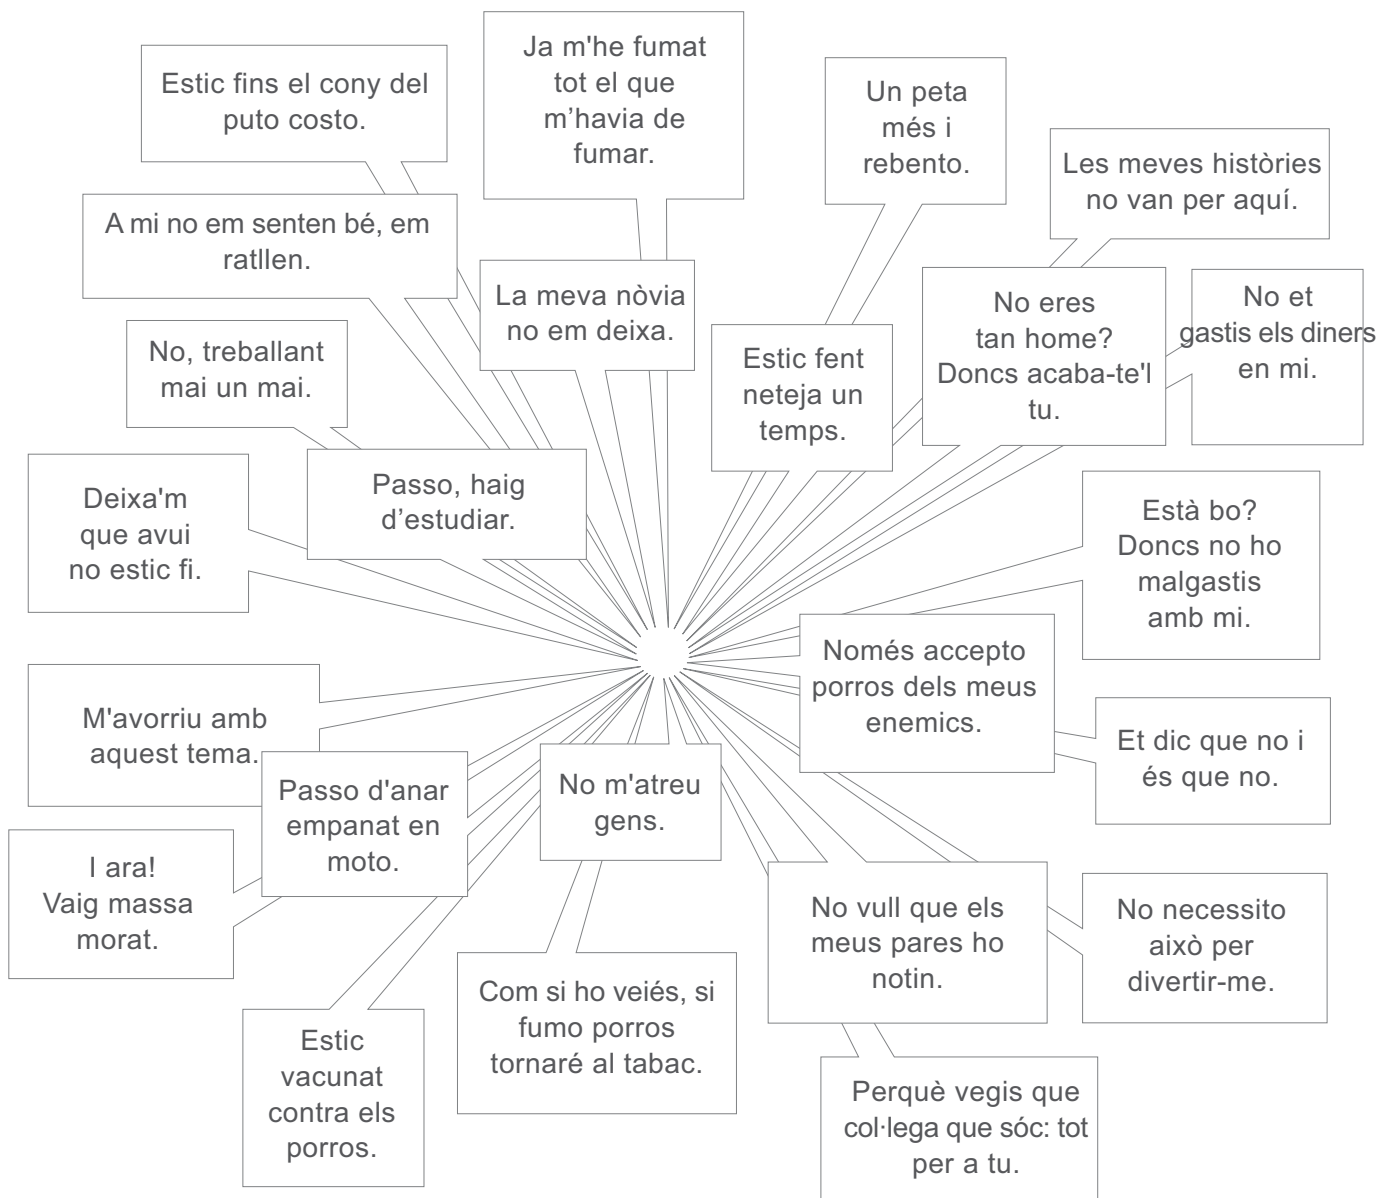 Estic fins el cony del
puto costo.
Ja m'he fumat
tot el que
m’havia de
fumar.
Un peta
més i
rebento.
Les meves històries
no van per aquí.
A mi no em senten bé, em
ratllen.
La meva nòvia
no em deixa.
No eres
tan home?
Doncs acaba-te'l
tu.
No et
gastis els diners
en mi.
No, treballant
mai un mai.
Estic fent
neteja un
temps.
Deixa'm
que avui
no estic fi.
Passo, haig
d’estudiar.
Està bo?
Doncs no ho
malgastis
amb mi.
Només accepto
porros dels meus
enemics.
M'avorriu amb
aquest tema.
Et dic que no i
és que no.
Passo d'anar
empanat en
moto.
No m'atreu
gens.
I ara!
Vaig massa
morat.
No vull que els
meus pares ho
notin.
No necessito
això per
divertir-me.
Com si ho veiés, si
fumo porros
tornaré al tabac.
Estic
vacunat
contra els
porros.
Perquè vegis que
col·lega que sóc: tot
per a tu.